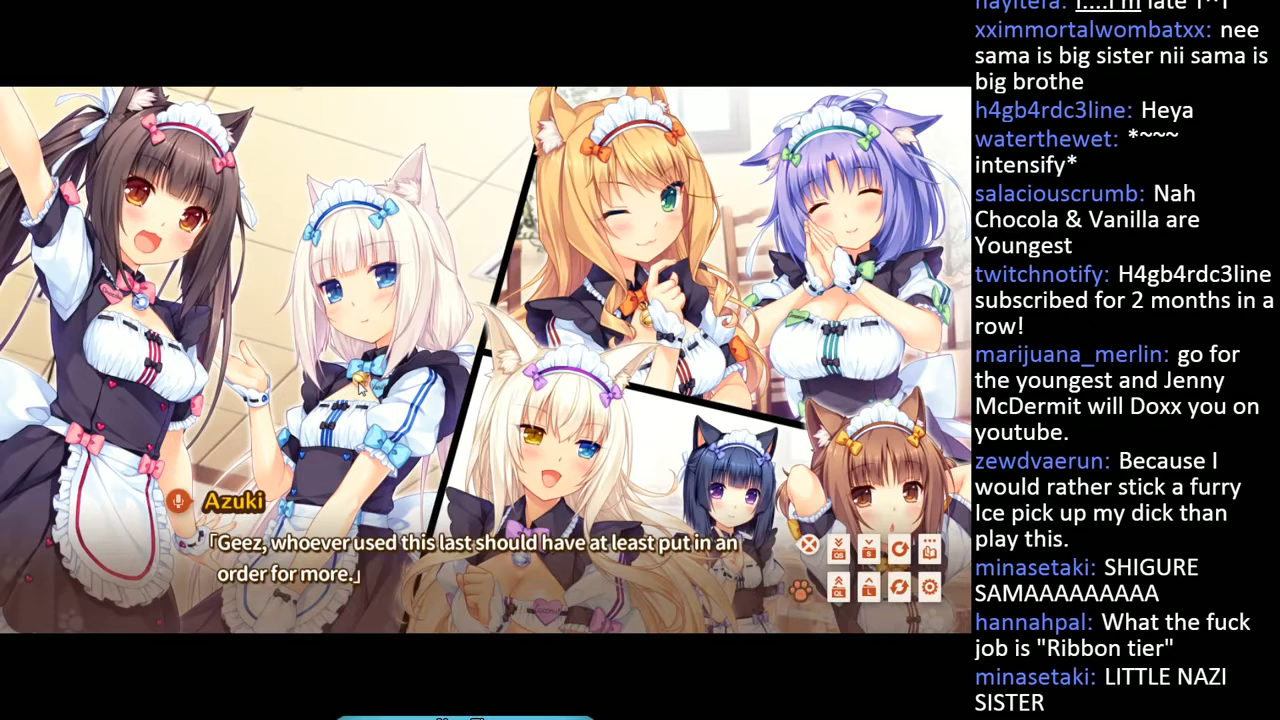 Azuki
「Geez, whoever used this last should have at least put in an
order for more.」
hayitefa: I....I'm late T^T
xximmortalwombatxx: nee
sama is big sister nii sama is
big brothe
h4gb4rdc3line: Heya
waterthewet: *~~~
intensify*
salaciouscrumb: Nah
Chocola & Vanilla are
Youngest
twitchnotify: H4gb4rdc3line
subscribed for 2 months in a
row!
marijuana_merlin: go for
the youngest and Jenny
McDermit will Doxx you on
youtube.
zewdvaerun: Because I
would rather stick a furry
Ice pick up my dick than
play this.
minasetaki: SHIGURE
SAMAAAAAAAAA
hannahpal: What the fuck
job is "Ribbon tier"
minasetaki: LITTLE NAZI
SISTER